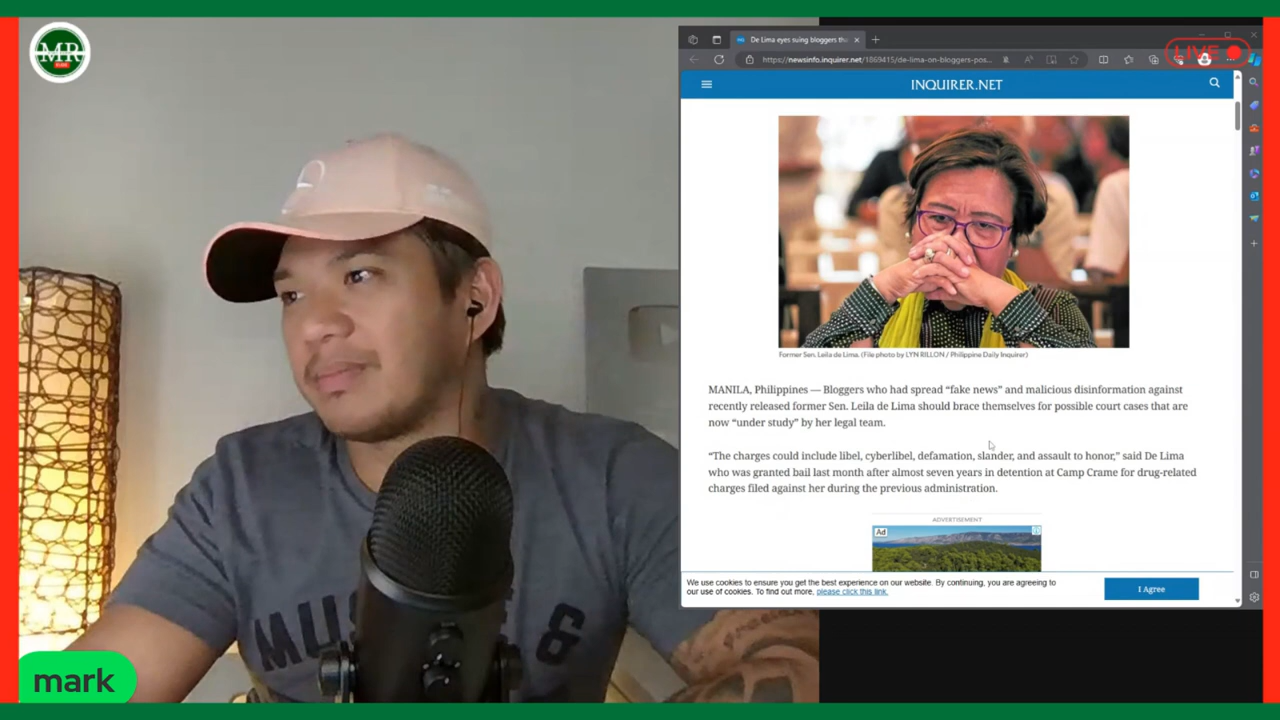 MR
LIVE
De Lima eyes suing bloggers th
https://newsinfo.inquirer.net/1869415/de-lima-on-bloggers-pos...
INQUIRER.NET
Former Sen. Leila de Lima. (File photo by LYN RILLON / Philippine Daily Inquirer)
MANILA, Philippines — Bloggers who had spread “fake news” and malicious disinformation against
recently released former Sen. Leila de Lima should brace themselves for possible court cases that are
now “under study” by her legal team.
“The charges could include libel, cyberlibel, defamation, slander, and assault to honor,” said De Lima
who was granted bail last month after almost seven years in detention at Camp Crame for drug-related
charges filed against her during the previous administration.
ADVERTISEMENT
Ad
We use cookies to ensure you get the best experience on our website. By continuing, you are agreeing to
our use of cookies. To find out more, please click this link.
I Agree
&
mark